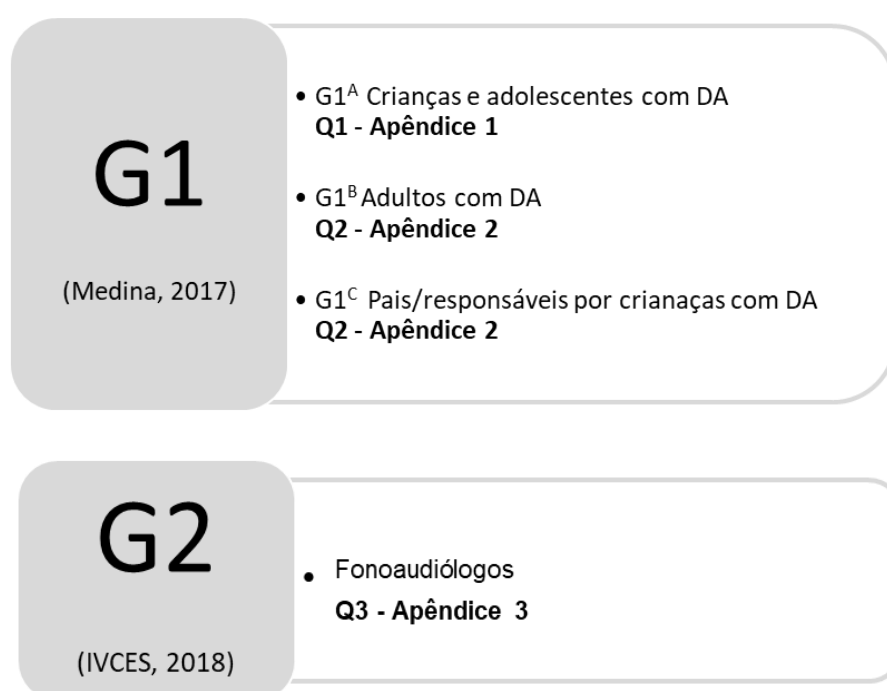 G1
(Medina, 2017)
• G1ᴬ Crianças e adolescentes com DA
Q1 - Apêndice 1
• G1ᴮ Adultos com DA
Q2 - Apêndice 2
• G1ᶜ Pais/responsáveis por crianaças com DA
Q2 - Apêndice 2
G2
(IVCES, 2018)
• Fonoaudiólogos
Q3 - Apêndice 3